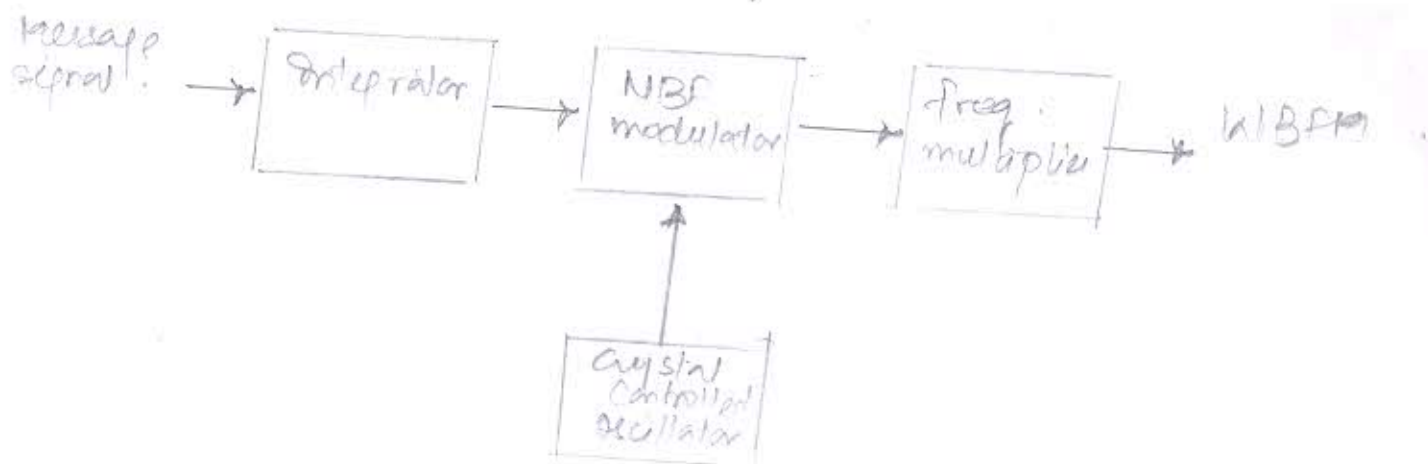 Message
signal.
Integrator
NBF
modulator
freq.
multiplier
WBFM
Crystal
Controlled
Oscillator